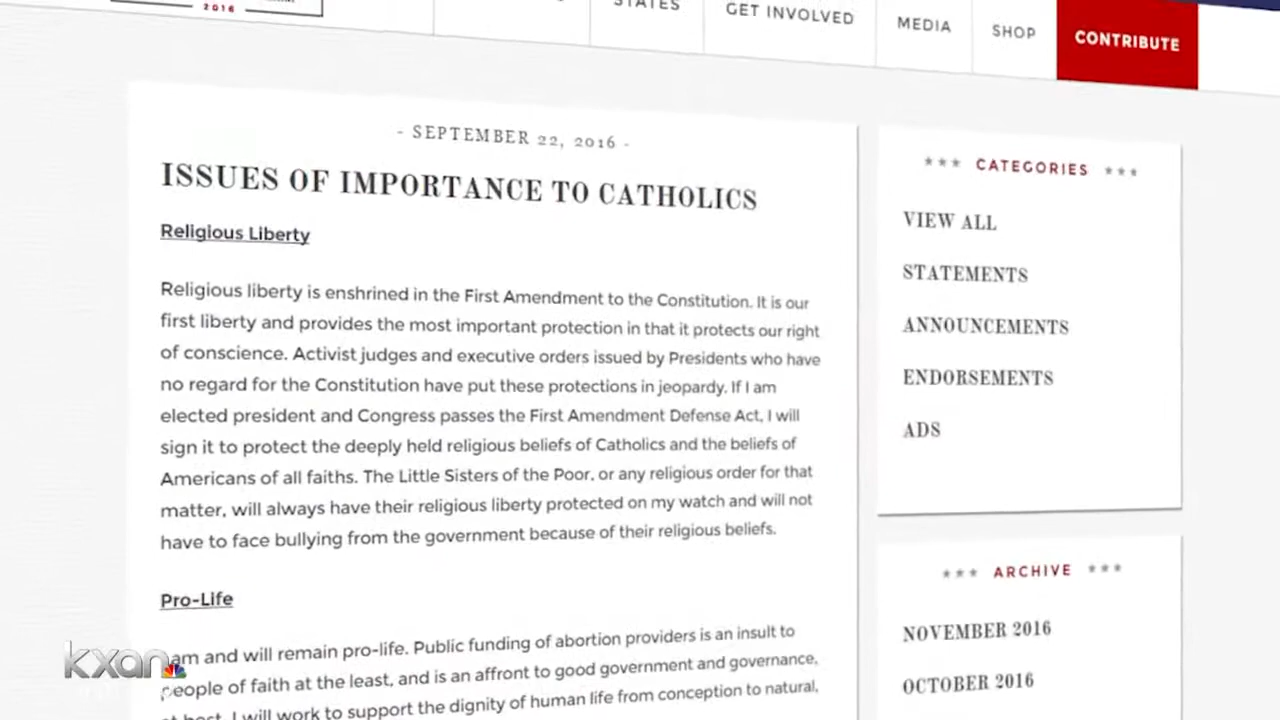 2016
STATES
GET INVOLVED
MEDIA
SHOP
CONTRIBUTE
- SEPTEMBER 22, 2016 -
ISSUES OF IMPORTANCE TO CATHOLICS
Religious Liberty
Religious liberty is enshrined in the First Amendment to the Constitution. It is our
first liberty and provides the most important protection in that it protects our right
of conscience. Activist judges and executive orders issued by Presidents who have
no regard for the Constitution have put these protections in jeopardy. If I am
elected president and Congress passes the First Amendment Defense Act, I will
sign it to protect the deeply held religious beliefs of Catholics and the beliefs of
Americans of all faiths. The Little Sisters of the Poor, or any religious order for that
matter, will always have their religious liberty protected on my watch and will not
have to face bullying from the government because of their religious beliefs.
Pro-Life
am and will remain pro-life. Public funding of abortion providers is an insult to
people of faith at the least, and is an affront to good government and governance,
at best. I will work to support the dignity of human life from conception to natural,
*** CATEGORIES ***
VIEW ALL
STATEMENTS
ANNOUNCEMENTS
ENDORSEMENTS
ADS
*** ARCHIVE ***
NOVEMBER 2016
OCTOBER 2016
kxan